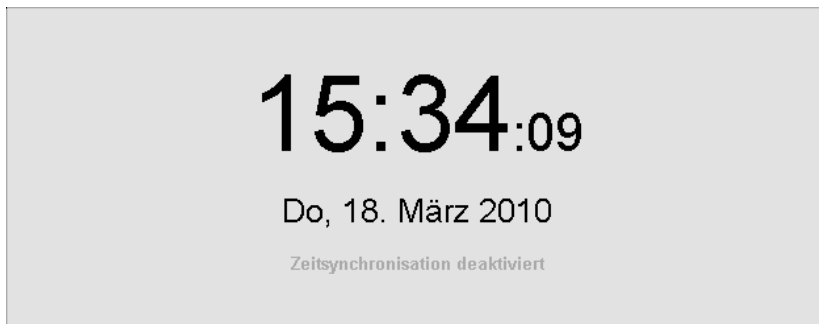 15:34:09
Do, 18. März 2010
Zeitsynchronisation deaktiviert